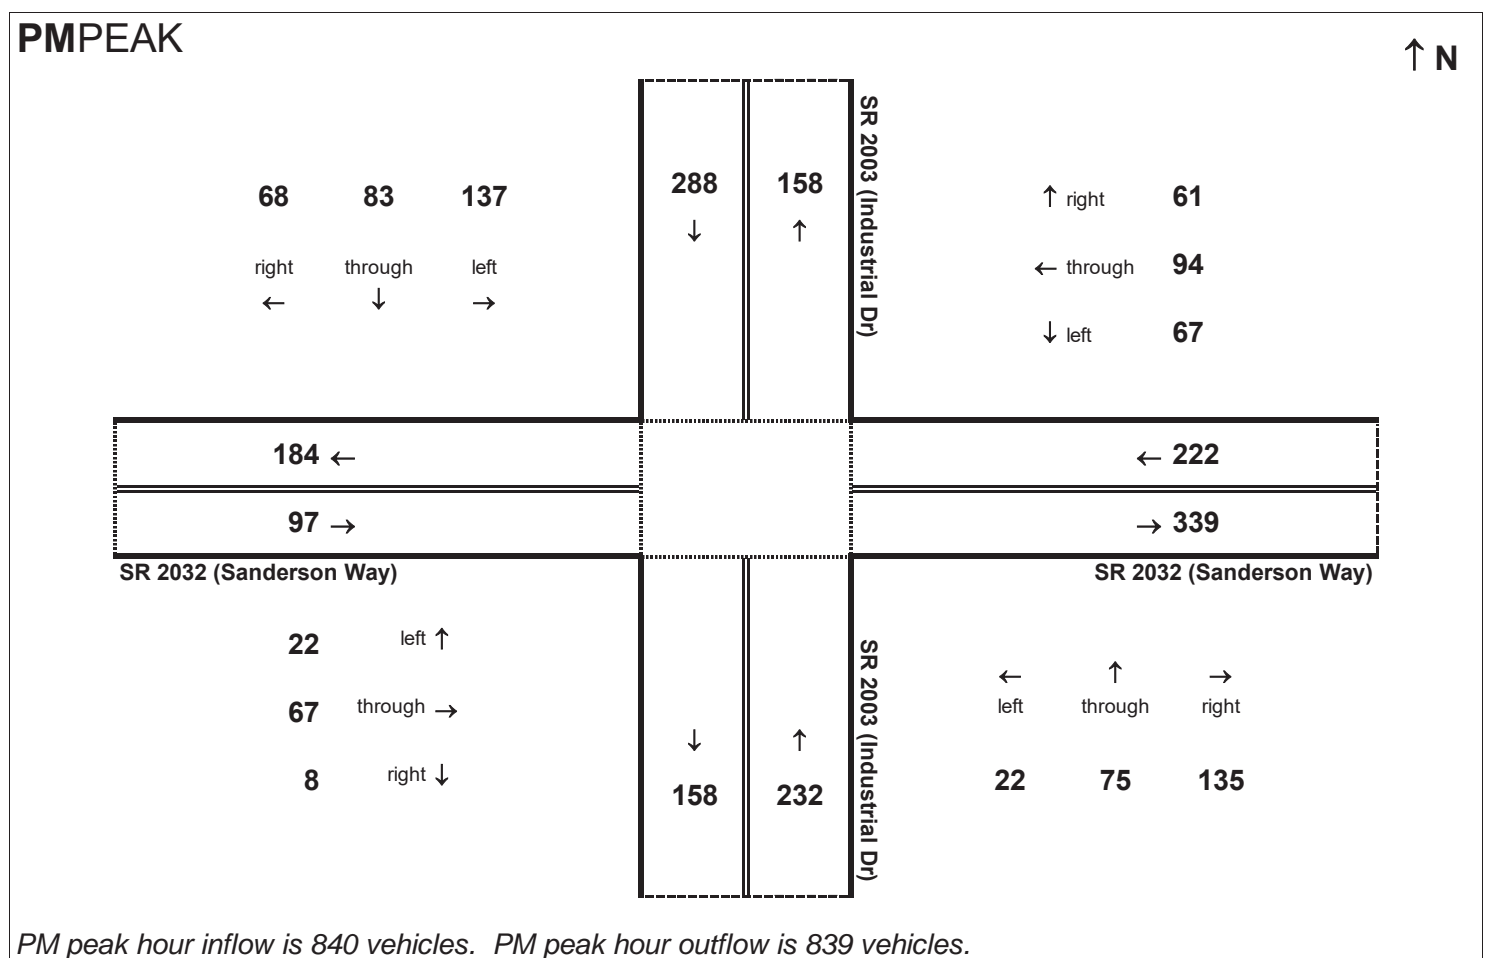 PMPEAK
↑ N
SR 2003 (Industrial Dr)
288 158
↓ ↑
68 83 137
right through left
← ↓ →
↑ right 61
← through 94
↓ left 67
184 ←
← 222
97 →
→ 339
SR 2032 (Sanderson Way)
SR 2032 (Sanderson Way)
22 left ↑
67 through →
8 right ↓
SR 2003 (Industrial Dr)
↓ ↑
158 232
← ↑ →
left through right
22 75 135
PM peak hour inflow is 840 vehicles. PM peak hour outflow is 839 vehicles.